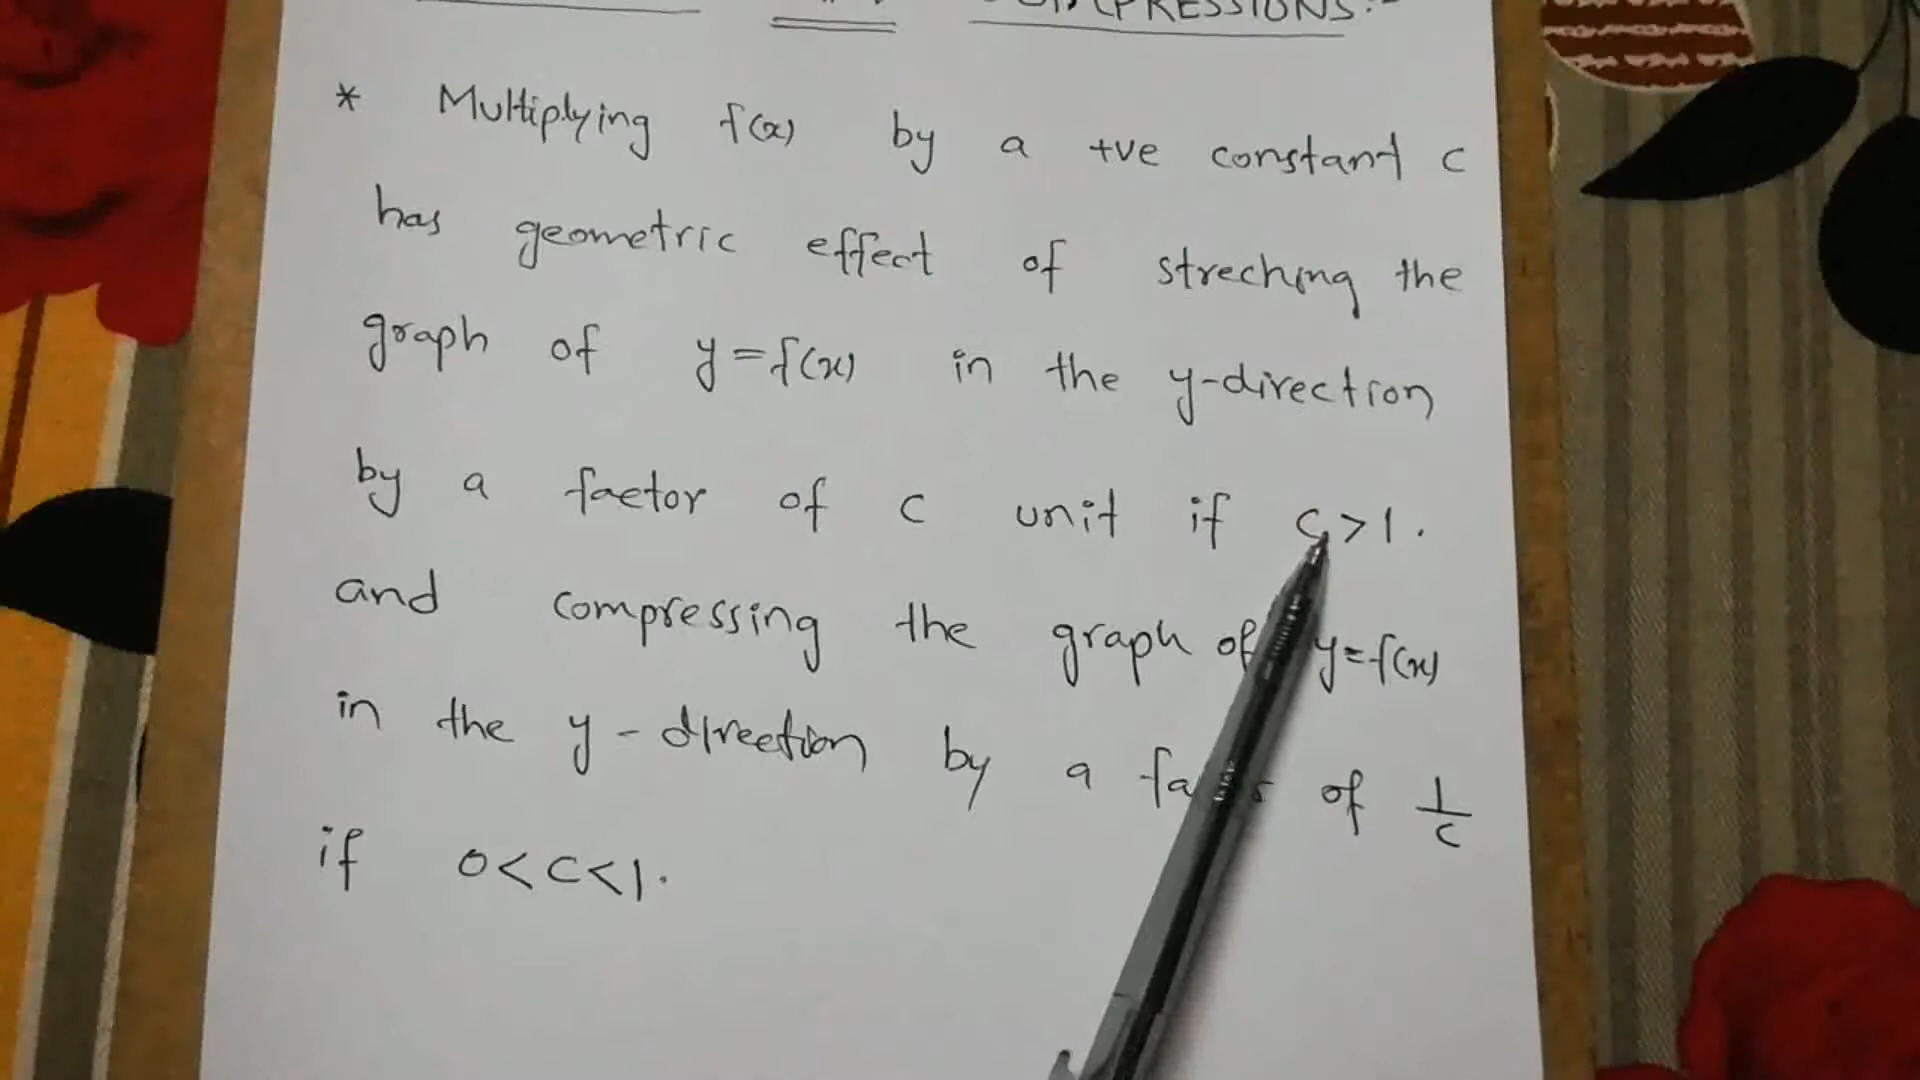 * Multiplying f(x) by a +ve constant c
has geometric effect of streching the
graph of y=f(x) in the y-direction
by a factor of c unit if c>1.
and compressing the graph of y=f(x)
in the y-direction by a of 1/c
if 0<c<1.